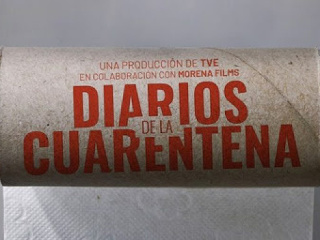 UNA PRODUCCIÓN DE TVE
EN COLABORACIÓN CON MORENA FILMS
DIARIOS
DE LA
CUARENTENA